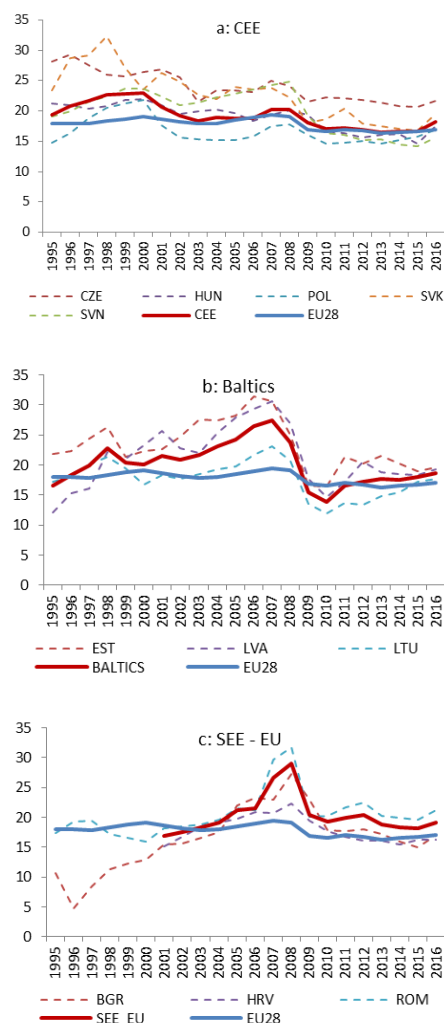 a: CEE
35
30
25
20
15
10
5
0
1995 1996 1997 1998 1999 2000 2001 2002 2003 2004 2005 2006 2007 2008 2009 2010 2011 2012 2013 2014 2015 2016
CZE HUN POL SVK
SVN CEE EU28
b: Baltics
35
30
25
20
15
10
5
0
1995 1996 1997 1998 1999 2000 2001 2002 2003 2004 2005 2006 2007 2008 2009 2010 2011 2012 2013 2014 2015 2016
EST LVA LTU
BALTICS EU28
c: SEE - EU
35
30
25
20
15
10
5
0
1995 1996 1997 1998 1999 2000 2001 2002 2003 2004 2005 2006 2007 2008 2009 2010 2011 2012 2013 2014 2015 2016
BGR HRV ROM
SEE_EU EU28